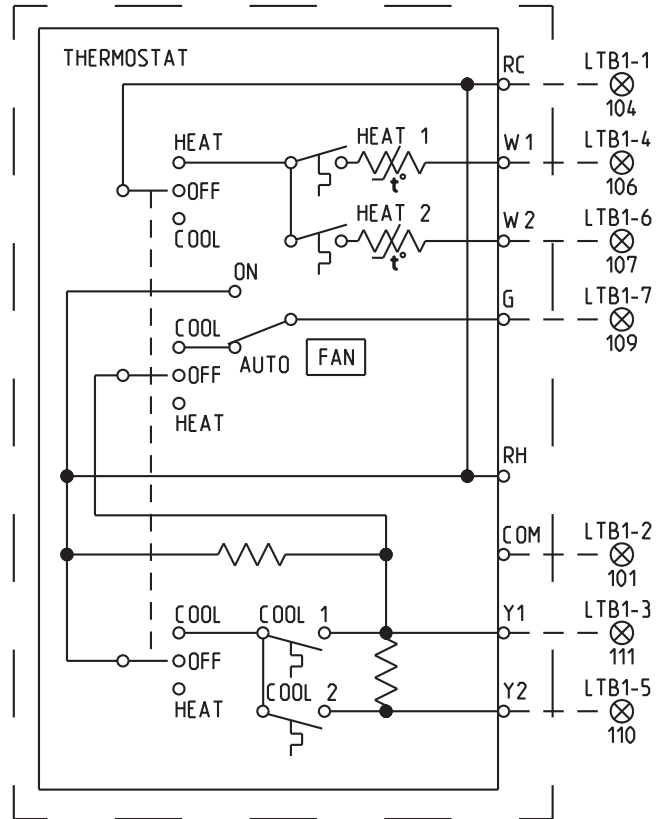 THERMOSTAT
RC
LTB1-1
104
HEAT
HEAT 1
W1
LTB1-4
106
OFF
t°
COOL
HEAT 2
W2
LTB1-6
107
t°
ON
G
LTB1-7
109
COOL
AUTO
FAN
OFF
HEAT
RH
COM
LTB1-2
101
COOL
COOL 1
Y1
LTB1-3
111
OFF
COOL 2
Y2
LTB1-5
110
HEAT